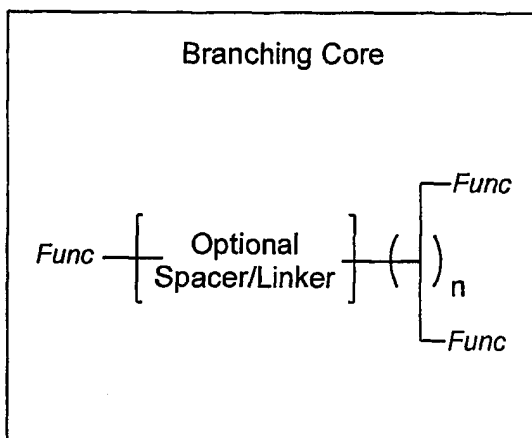 Branching Core
Func
Func
Optional
Spacer/Linker
( ) n
Func